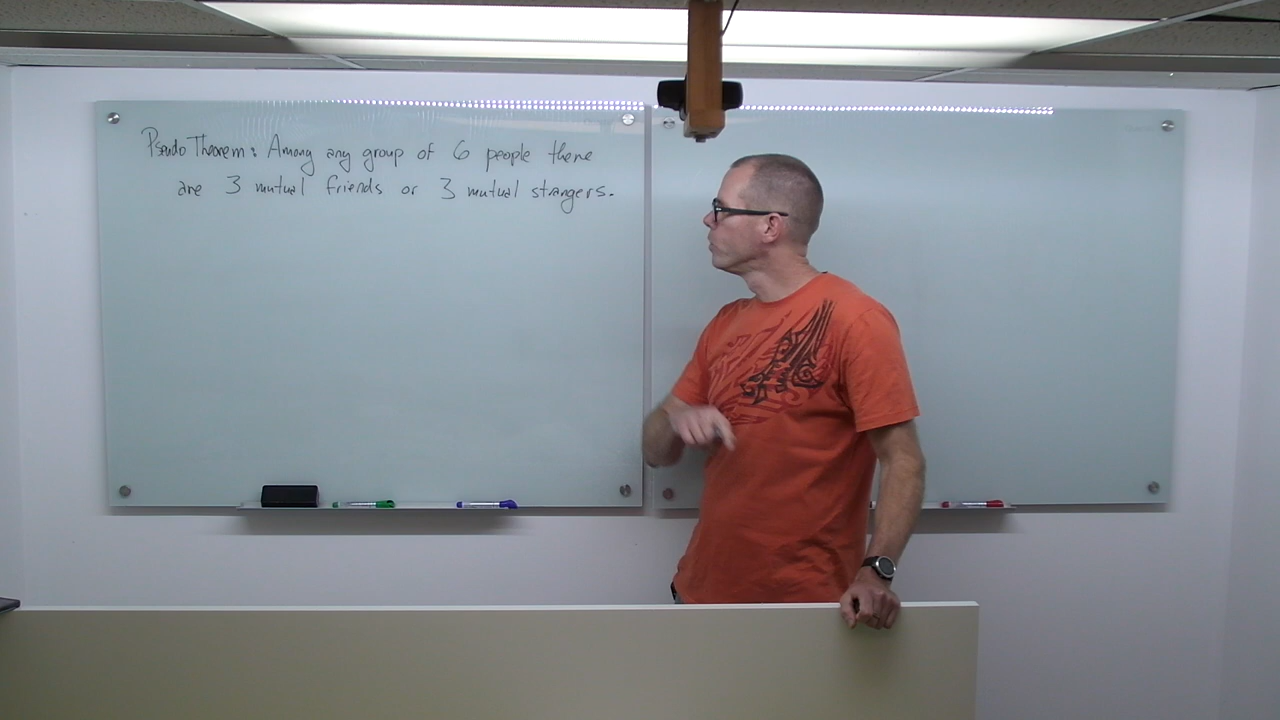 Pseudo Theorem: Among any group of 6 people there
are 3 mutual friends or 3 mutual strangers.